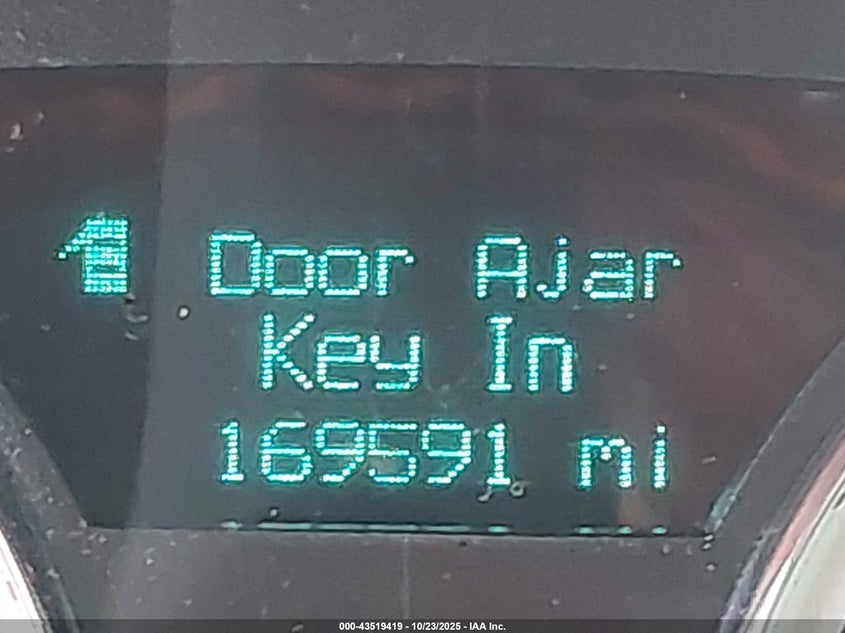 Door Ajar
Key In
169591 mi
000-43519419 - 10/23/2025 - IAA Inc.